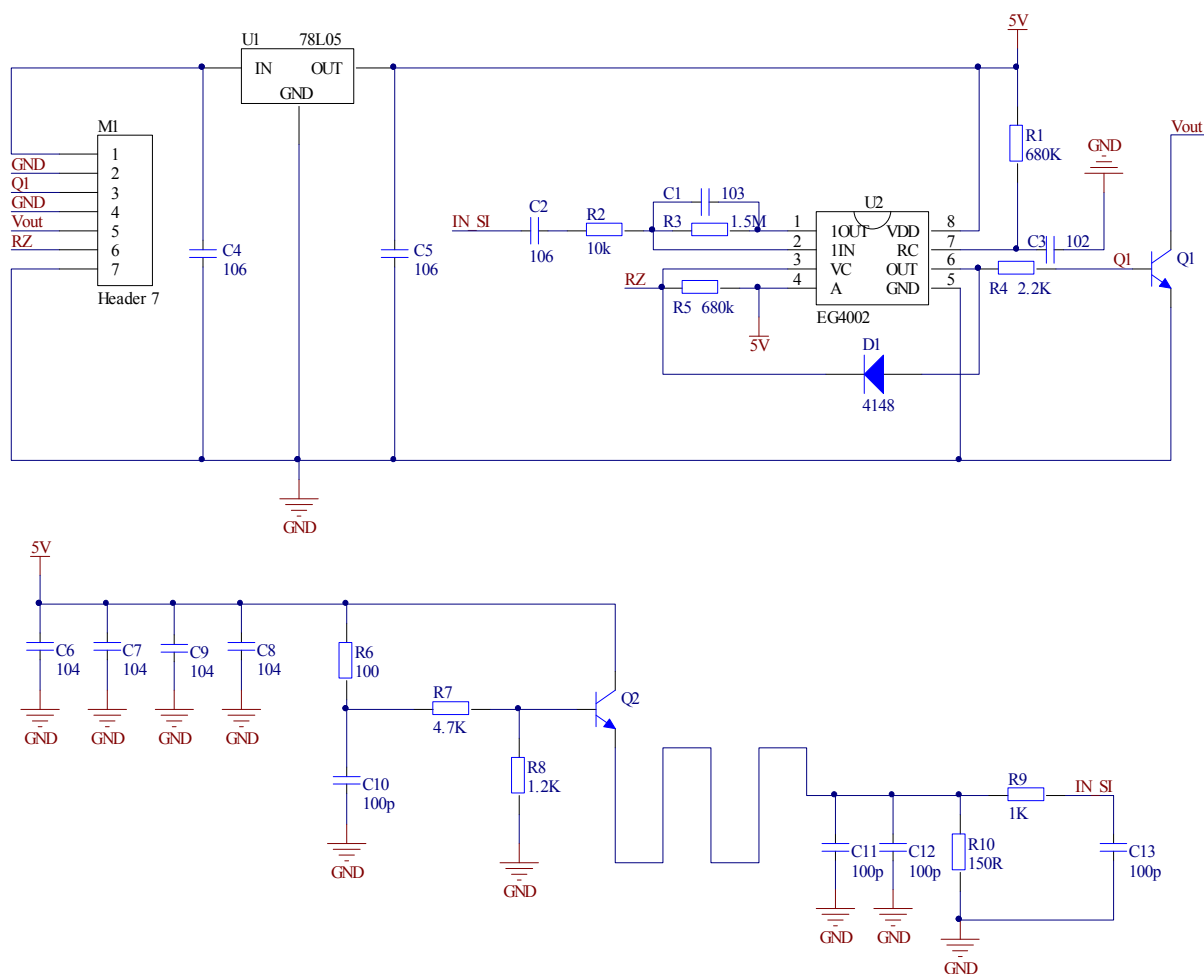 5V
U1 78L05
IN OUT
GND
M1
1
2
3
4
5
6
7
GND
Q1
GND
Vout
RZ
Header 7
C4
106
C5
106
GND
IN SI
C2
106
R2
10k
C1 103
R3 1.5M
U2
1 1OUT VDD 8
2 1IN RC 7
3 VC OUT 6
4 A GND 5
EG4002
RZ
R5 680k
5V
D1
4148
R1
680K
GND
C3 102
R4 2.2K
Q1
Q1
Vout
5V
C6
104
C7
104
C9
104
C8
104
GND
GND
GND
GND
R6
100
R7
4.7K
Q2
C10
100p
GND
R8
1.2K
GND
C11
100p
C12
100p
R10
150R
R9
1K
IN SI
C13
100p
GND
GND
GND